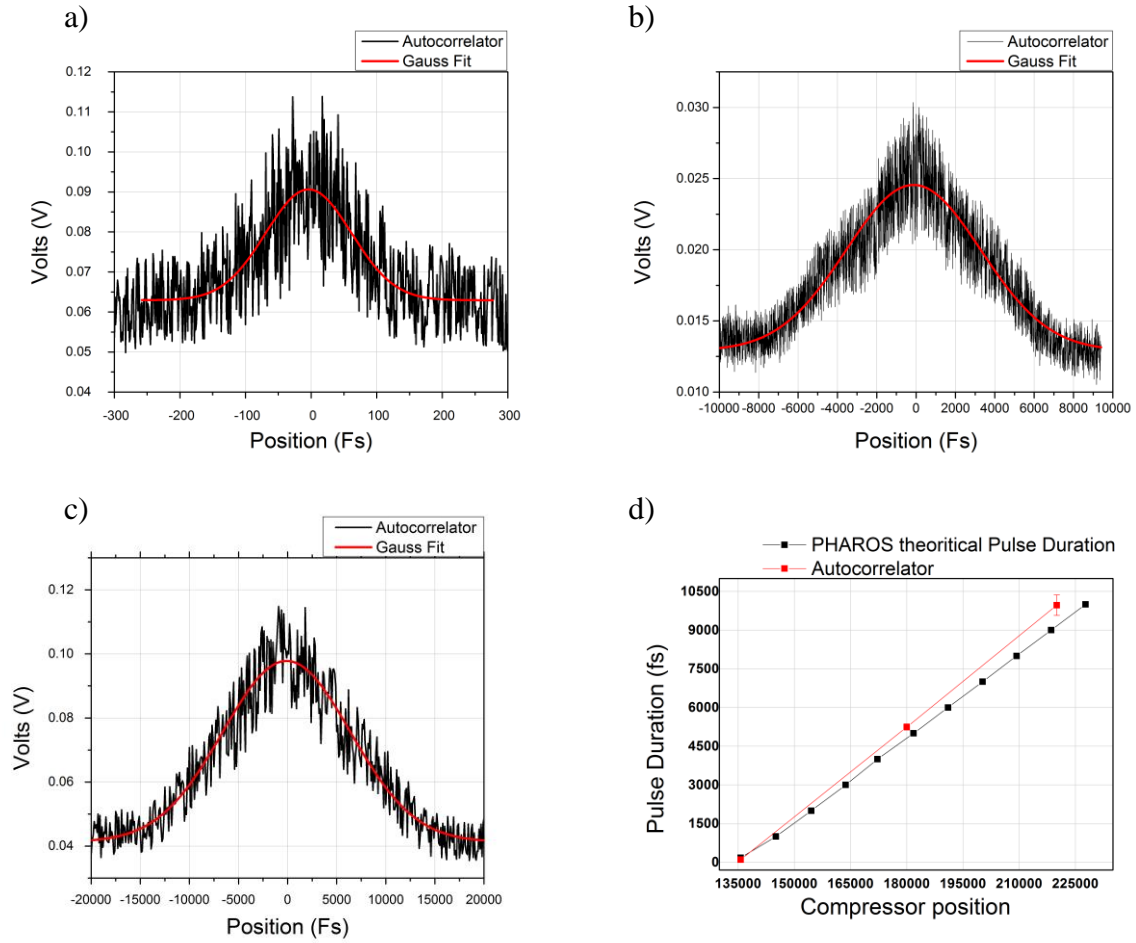 a)
Autocorrelator
Gauss Fit
0.12
0.11
0.10
0.09
0.08
0.07
0.06
0.05
0.04
Volts (V)
-300 -200 -100 0 100 200 300
Position (Fs)
b)
Autocorrelator
Gauss Fit
0.030
0.025
0.020
0.015
0.010
Volts (V)
-10000 -8000 -6000 -4000 -2000 0 2000 4000 6000 8000 10000
Position (Fs)
c)
Autocorrelator
Gauss Fit
0.12
0.10
0.08
0.06
0.04
Volts (V)
-20000 -15000 -10000 -5000 0 5000 10000 15000 20000
Position (Fs)
d)
PHAROS theoritical Pulse Duration
Autocorrelator
10500
9000
7500
6000
4500
3000
1500
0
Pulse Duration (fs)
135000 150000 165000 180000 195000 210000 225000
Compressor position